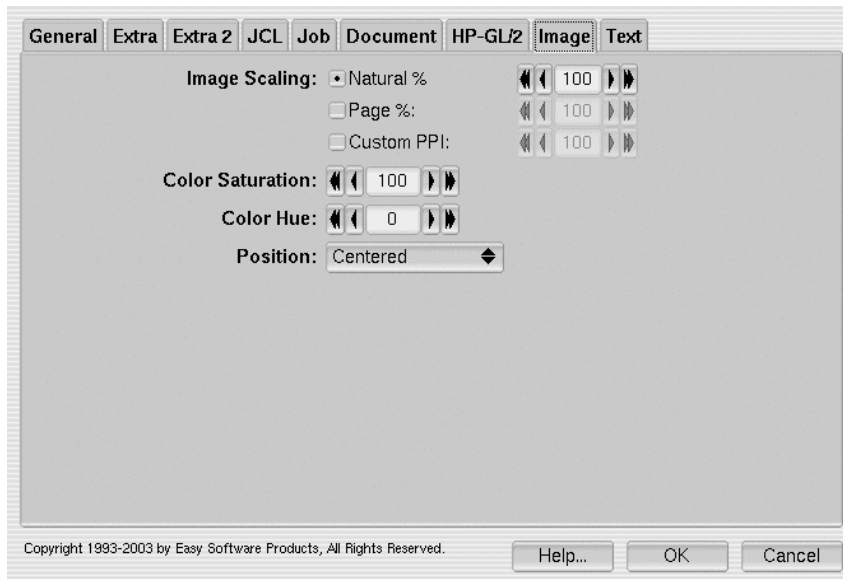 General Extra Extra 2 JCL Job Document HP-GL/2 Image Text
Image Scaling: Natural % 100
Page %: 100
Custom PPI: 100
Color Saturation: 100
Color Hue: 0
Position: Centered
Copyright 1993-2003 by Easy Software Products, All Rights Reserved. Help... OK Cancel